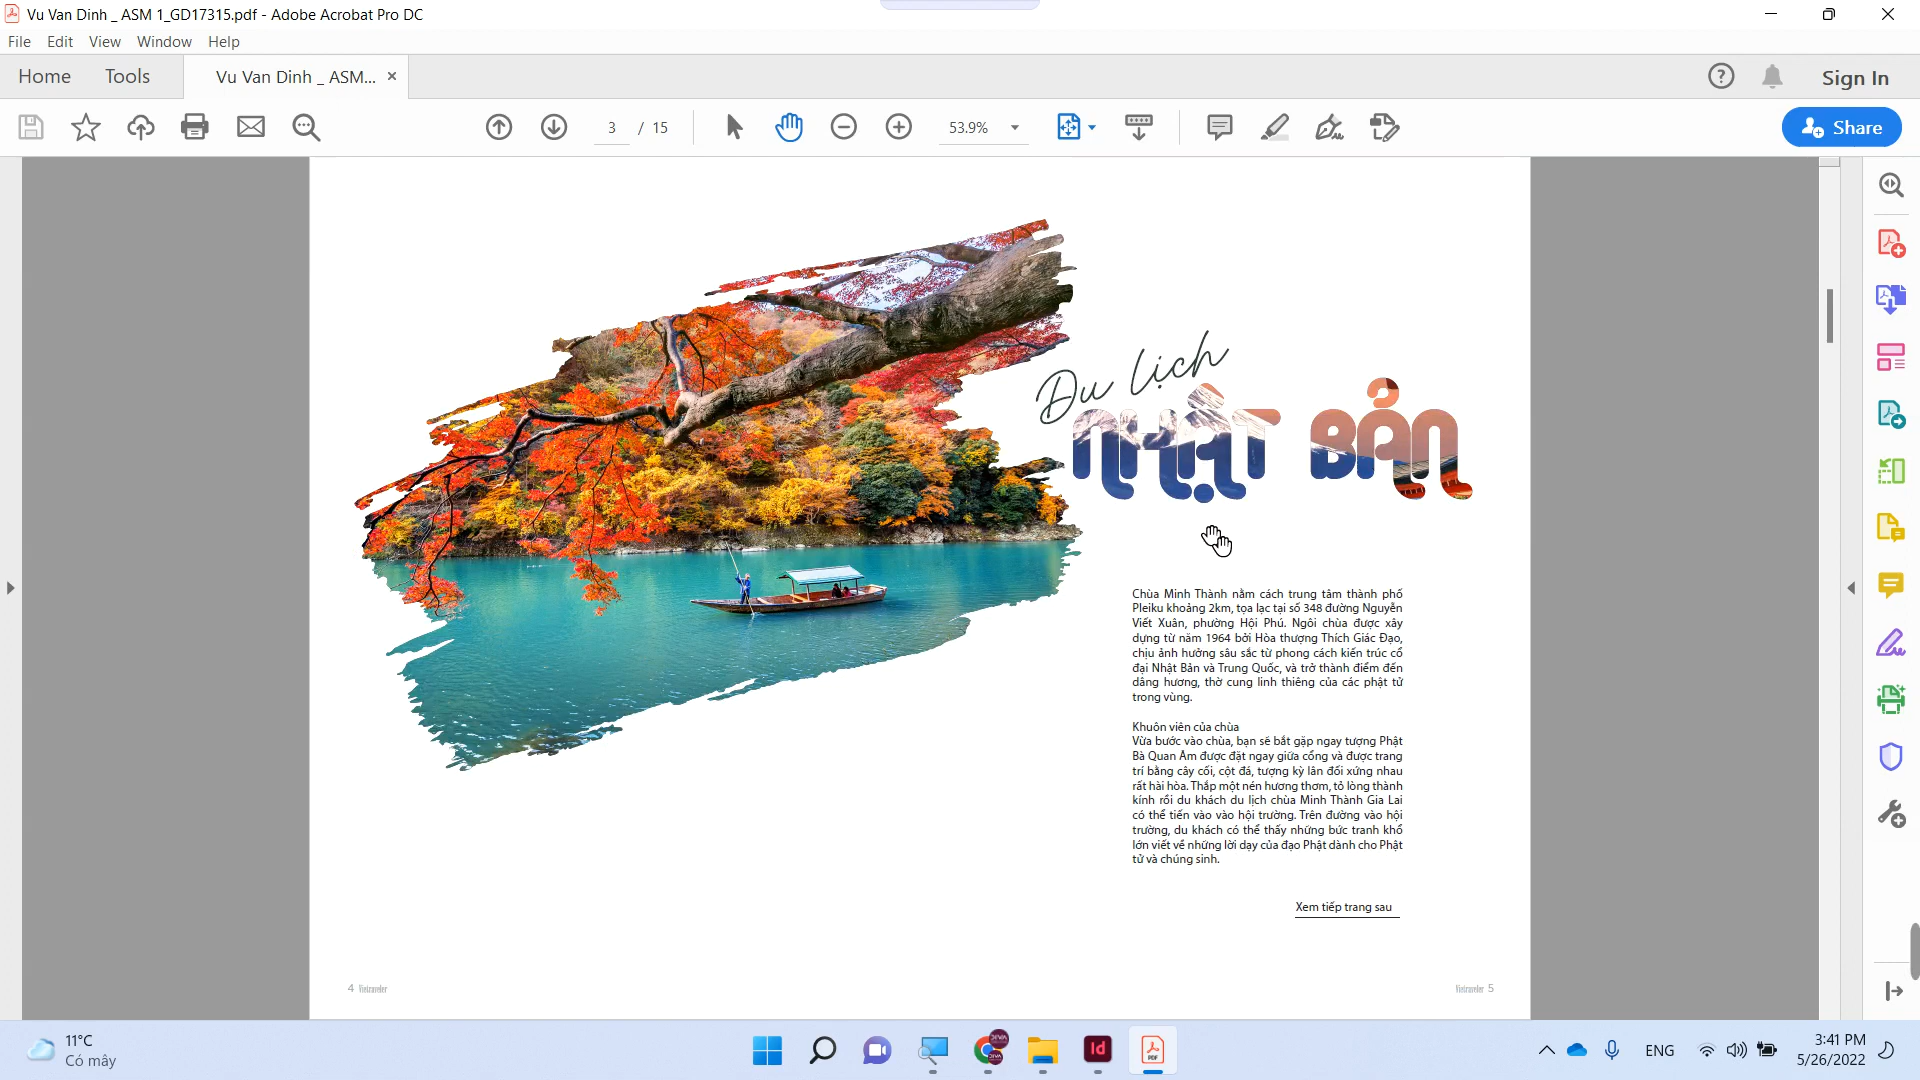 Vu Van Dinh _ ASM 1_GD17315.pdf - Adobe Acrobat Pro DC
File Edit View Window Help
Home Tools Vu Van Dinh _ ASM... × Sign In
3 / 15 53.9% Share
Du lịch
NHẬT BẢN
Chùa Minh Thành nằm cách trung tâm thành phố
Pleiku khoảng 2km, tọa lạc tại số 348 đường Nguyễn
Viết Xuân, phường Hội Phú. Ngôi chùa được xây
dựng từ năm 1964 bởi Hòa thượng Thích Giác Đạo,
chịu ảnh hưởng sâu sắc từ phong cách kiến trúc cổ
đại Nhật Bản và Trung Quốc, và trở thành điểm đến
dâng hương, thờ cung linh thiêng của các phật tử
trong vùng.
Khuôn viên của chùa
Vừa bước vào chùa, bạn sẽ bắt gặp ngay tượng Phật
Bà Quan Âm được đặt ngay giữa cổng và được trang
trí bằng cây cối, cột đá, tượng kỳ lân đối xứng nhau
rất hài hòa. Thắp một nén hương thơm, tỏ lòng thành
kính rồi du khách du lịch chùa Minh Thành Gia Lai
có thể tiến vào vào hội trường. Trên đường vào hội
trường, du khách có thể thấy những bức tranh khổ
lớn viết về những lời dạy của đạo Phật dành cho Phật
tử và chúng sinh.
Xem tiếp trang sau
4 Vietraveler
Vietraveler 5
11°C
Có mây
ENG
3:41 PM
5/26/2022